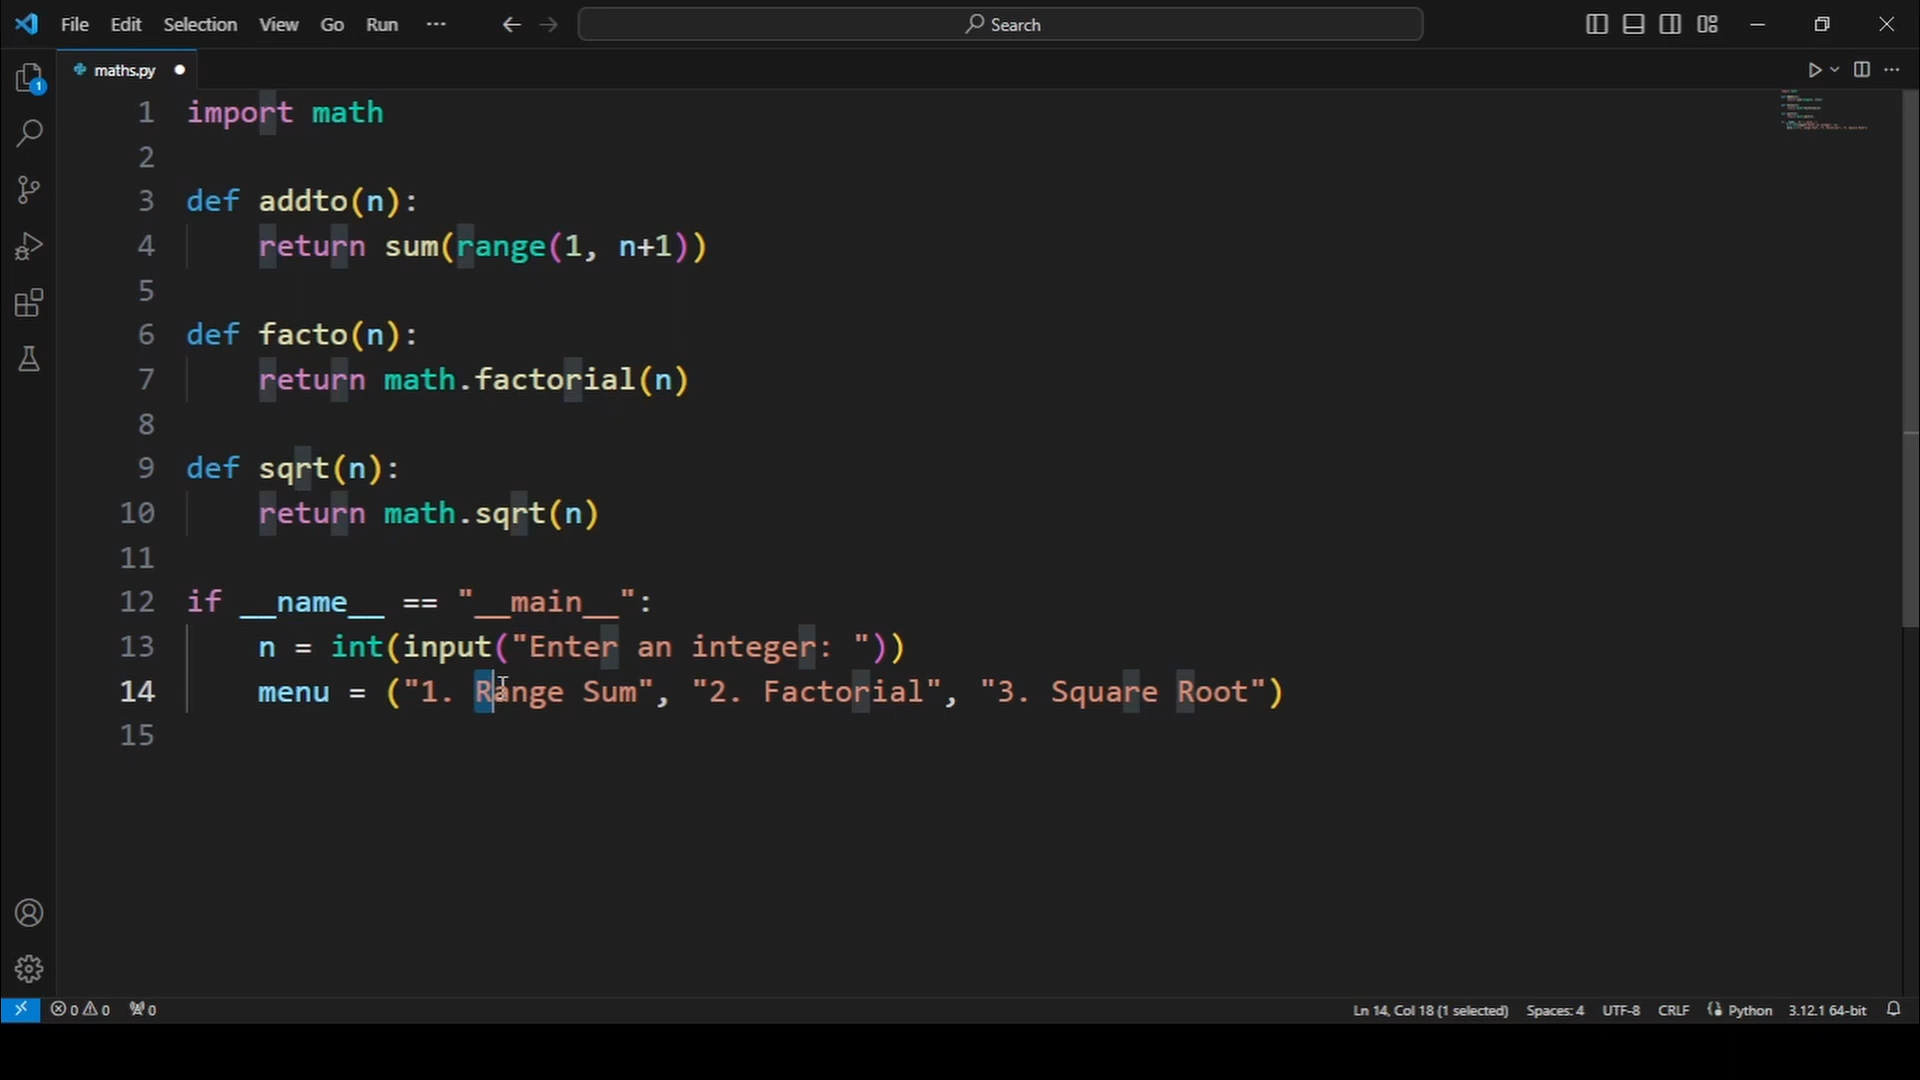 File Edit Selection View Go Run ··· Search
maths.py
1 import math
2
3 def addto(n):
4 return sum(range(1, n+1))
5
6 def facto(n):
7 return math.factorial(n)
8
9 def sqrt(n):
10 return math.sqrt(n)
11
12 if __name__ == "__main__":
13 n = int(input("Enter an integer: "))
14 menu = ("1. Range Sum", "2. Factorial", "3. Square Root")
15
1
0 0 0 Ln 14, Col 18 (1 selected) Spaces: 4 UTF-8 CRLF Python 3.12.1 64-bit